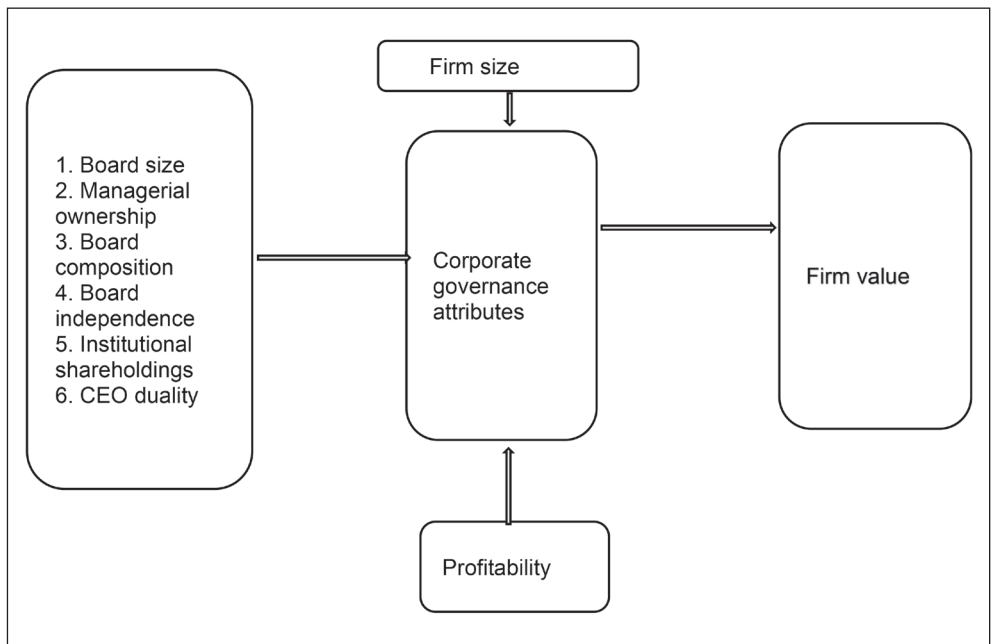 Firm size
1. Board size
2. Managerial
ownership
3. Board
composition
4. Board
independence
5. Institutional
shareholdings
6. CEO duality
Corporate
governance
attributes
Firm value
Profitability